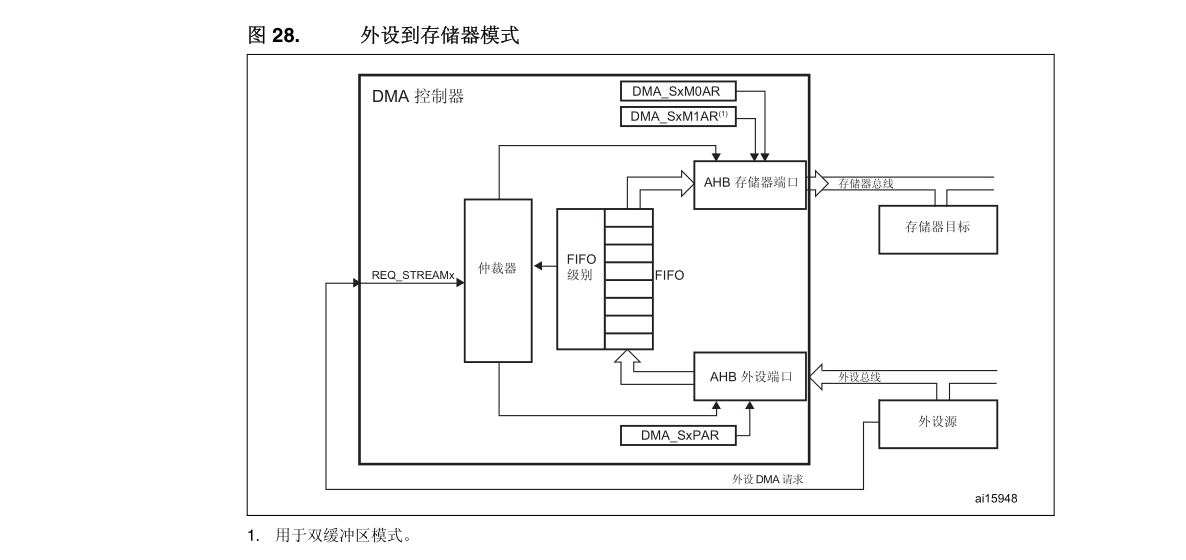 图 28. 外设到存储器模式
DMA 控制器
DMA_SxM0AR
DMA_SxM1AR(1)
AHB 存储器端口
存储器总线
存储器目标
REQ_STREAMx
仲裁器
FIFO
级别
FIFO
AHB 外设端口
外设总线
外设源
DMA_SxPAR
外设 DMA 请求
ai15948
1. 用于双缓冲区模式。